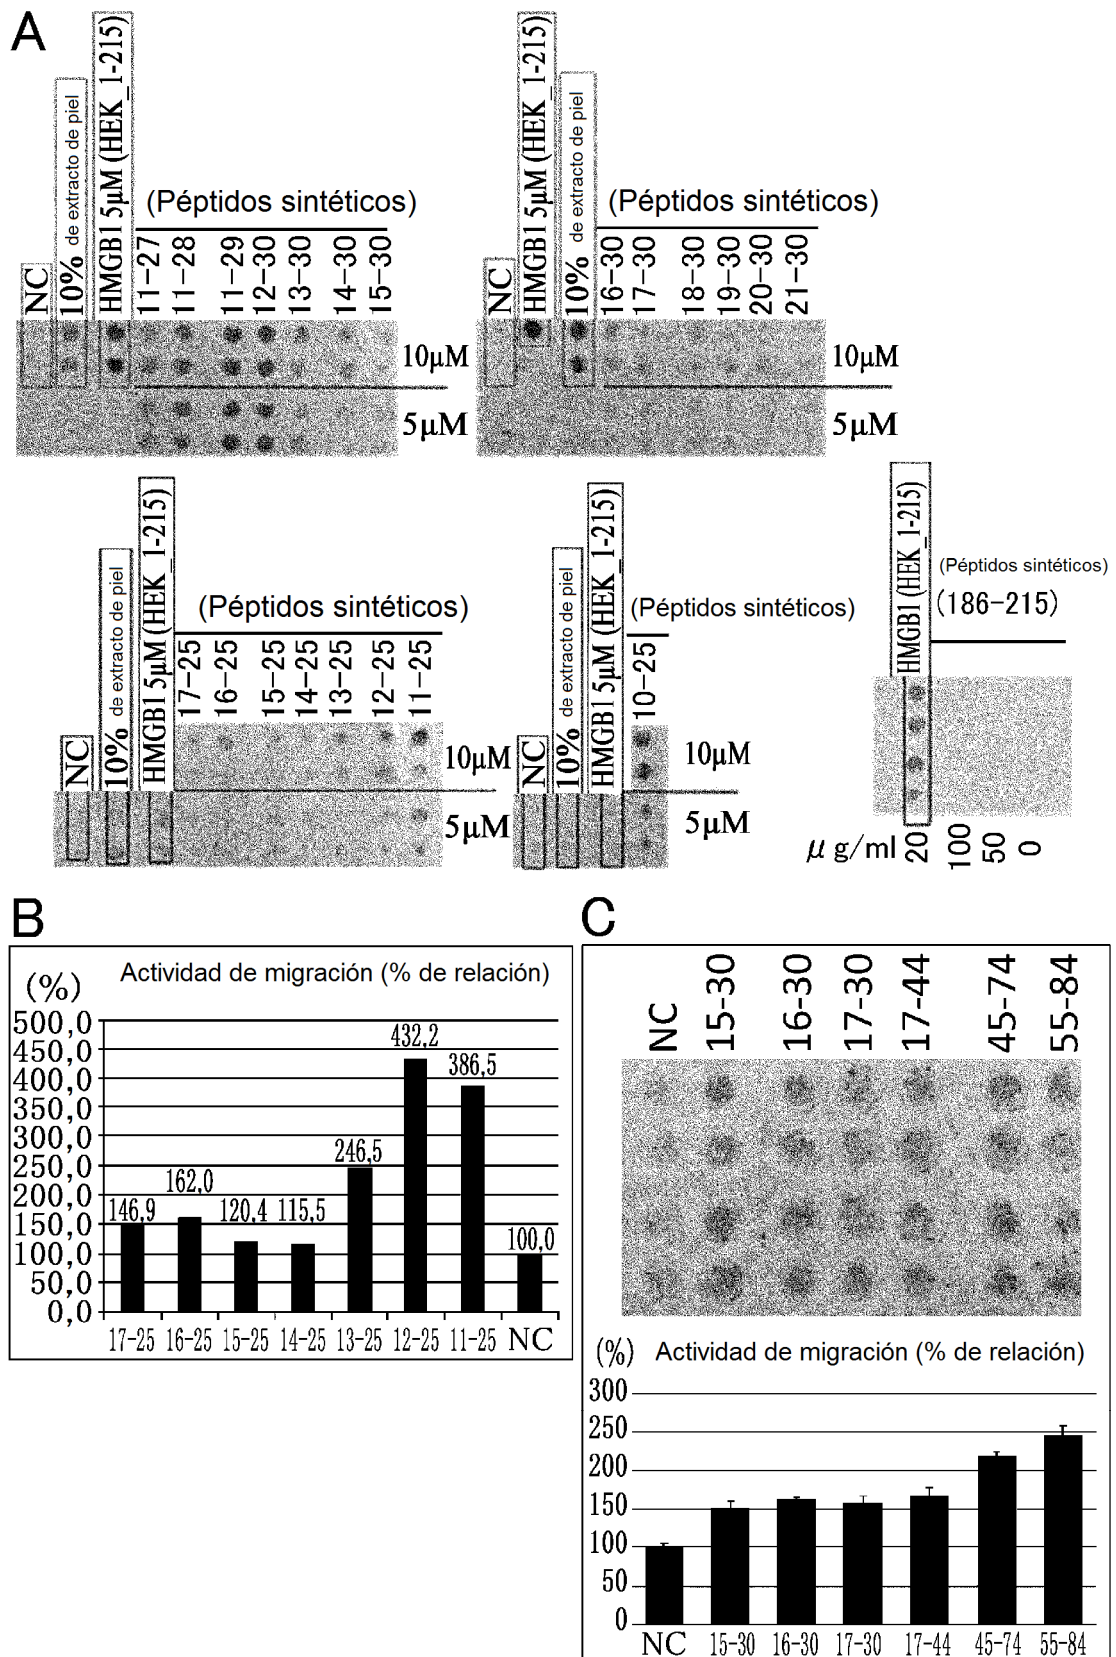 A
NC
10% de extracto de piel
HMGB1 5µM (HEK_1-215)
(Péptidos sintéticos)
11-27
11-28
11-29
12-30
13-30
14-30
15-30
10µM
5µM
NC
HMGB1 5µM (HEK_1-215)
10% de extracto de piel
(Péptidos sintéticos)
16-30
17-30
18-30
19-30
20-30
21-30
10µM
5µM
NC
10% de extracto de piel
HMGB1 5µM (HEK_1-215)
(Péptidos sintéticos)
17-25
16-25
15-25
14-25
13-25
12-25
11-25
10µM
5µM
NC
10% de extracto de piel
HMGB1 5µM (HEK_1-215)
(Péptidos sintéticos)
10-25
10µM
5µM
HMGB1 (HEK_1-215)
(Péptidos sintéticos)
(186-215)
µg/ml 20 100 50 0
B
Actividad de migración (% de relación)
(%)
500,0
450,0
400,0
350,0
300,0
250,0
200,0
150,0
100,0
50,0
0,0
146,9
162,0
120,4
115,5
246,5
432,2
386,5
100,0
17-25 16-25 15-25 14-25 13-25 12-25 11-25 NC
C
NC
15-30
16-30
17-30
17-44
45-74
55-84
(%) Actividad de migración (% de relación)
300
250
200
150
100
50
0
NC 15-30 16-30 17-30 17-44 45-74 55-84